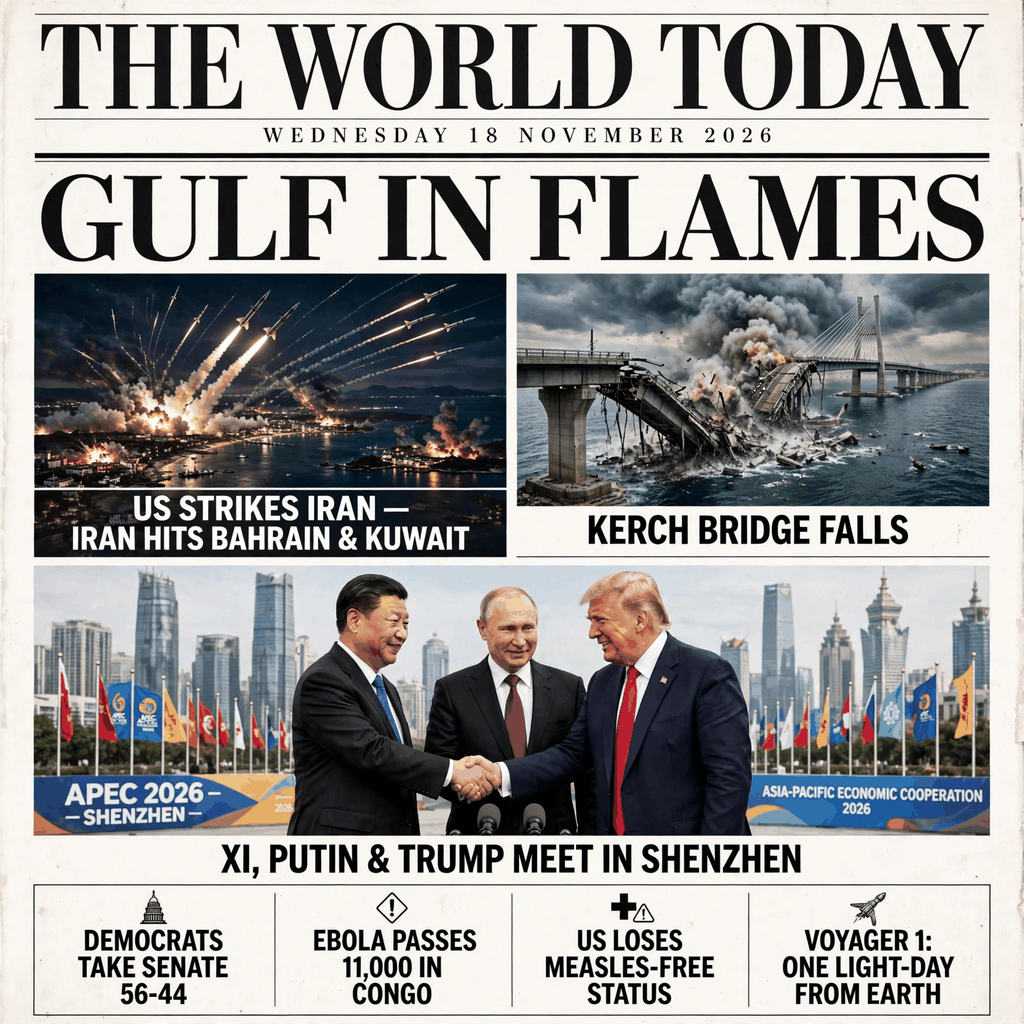 THE WORLD TODAY
WEDNESDAY 18 NOVEMBER 2026
GULF IN FLAMES
US STRIKES IRAN —
IRAN HITS BAHRAIN & KUWAIT
KERCH BRIDGE FALLS
APEC 2026 –
– SHENZHEN –
2026
ASIA-PACIFIC ECONOMIC COOPERATION
2026
XI, PUTIN & TRUMP MEET IN SHENZHEN
DEMOCRATS
TAKE SENATE
56-44
EBOLA PASSES
11,000 IN
CONGO
US LOSES
MEASLES-FREE
STATUS
VOYAGER 1:
ONE LIGHT-DAY
FROM EARTH